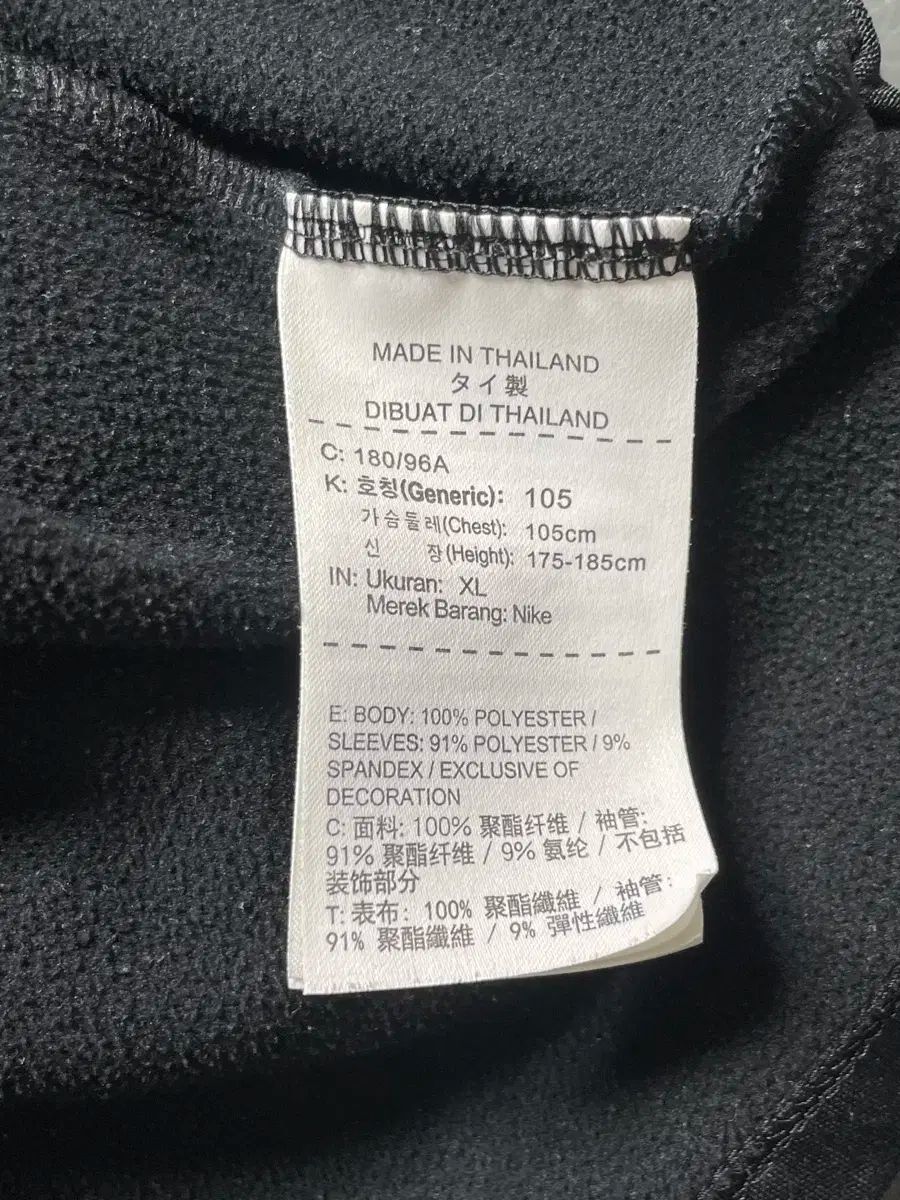 MADE IN THAILAND
タイ製
DIBUAT DI THAILAND
C: 180/96A
K: 호칭(Generic): 105
가슴둘레(Chest): 105cm
신 장(Height): 175-185cm
IN: Ukuran: XL
Merek Barang: Nike
E: BODY: 100% POLYESTER /
SLEEVES: 91% POLYESTER / 9%
SPANDEX / EXCLUSIVE OF
DECORATION
C: 面料: 100% 聚酯纤维 / 袖管:
91% 聚酯纤维 / 9% 氨纶 / 不包括
装饰部分
T: 表布: 100% 聚酯纖維 / 袖管:
91% 聚酯纖維 / 9% 彈性纖維